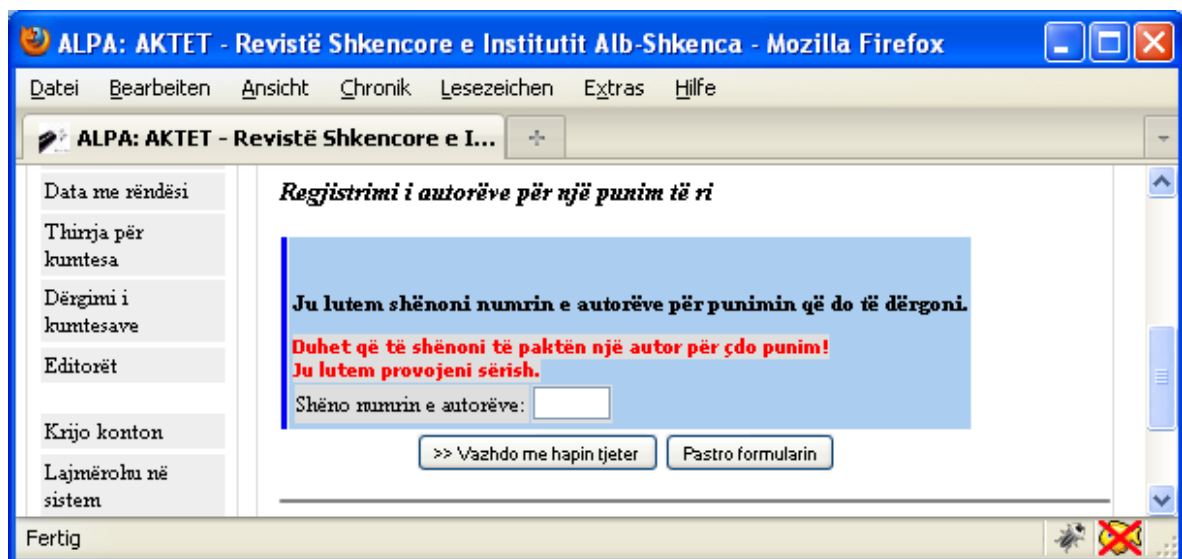 ALPA: AKTET - Revistë Shkencore e Institutit Alb-Shkenca - Mozilla Firefox
Datei Bearbeiten Ansicht Chronik Lesezeichen Extras Hilfe
ALPA: AKTET - Revistë Shkencore e I...
Data me rëndësi
Thirrja për
kumtesa
Dërgimi i
kumtesave
Editorët
Krijo konton
Lajmërohu në
sistem
Regjistrimi i autorëve për një punim të ri
Ju lutem shënoni numrin e autorëve për punimin që do të dërgoni.
Duhet që të shënoni të paktën një autor për çdo punim!
Ju lutem provojeni sërish.
Shëno numrin e autorëve:
>> Vazhdo me hapin tjeter Pastro formularin
Fertig